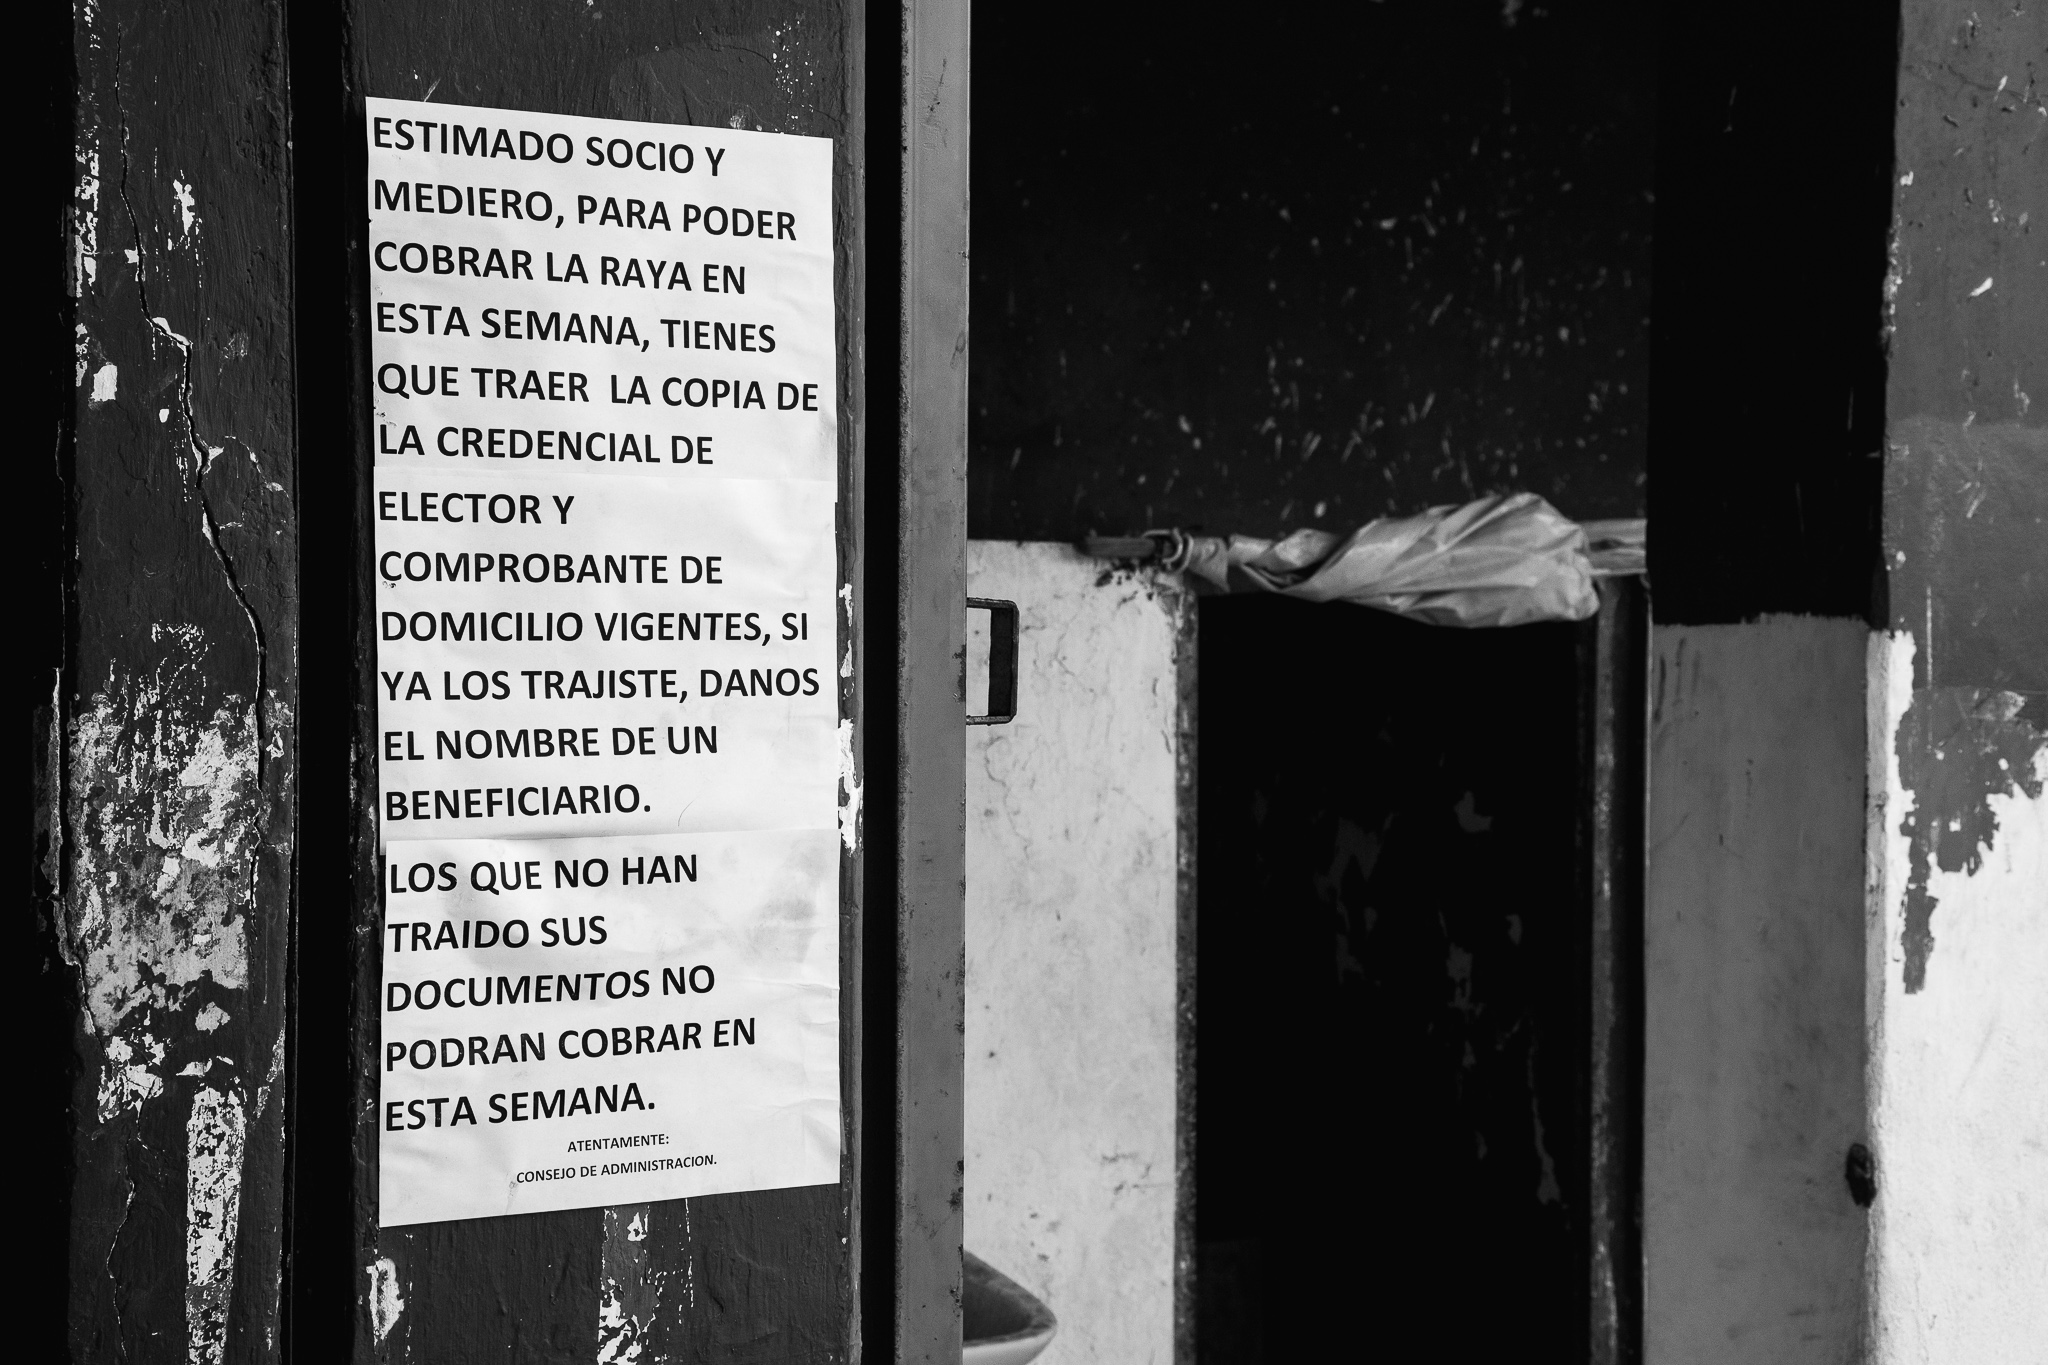 ESTIMADO SOCIO Y
MEDIERO, PARA PODER
COBRAR LA RAYA EN
ESTA SEMANA, TIENES
QUE TRAER LA COPIA DE
LA CREDENCIAL DE
ELECTOR Y
COMPROBANTE DE
DOMICILIO VIGENTES, SI
YA LOS TRAJISTE, DANOS
EL NOMBRE DE UN
BENEFICIARIO.
LOS QUE NO HAN
TRAIDO SUS
DOCUMENTOS NO
PODRAN COBRAR EN
ESTA SEMANA.
ATENTAMENTE:
CONSEJO DE ADMINISTRACION.